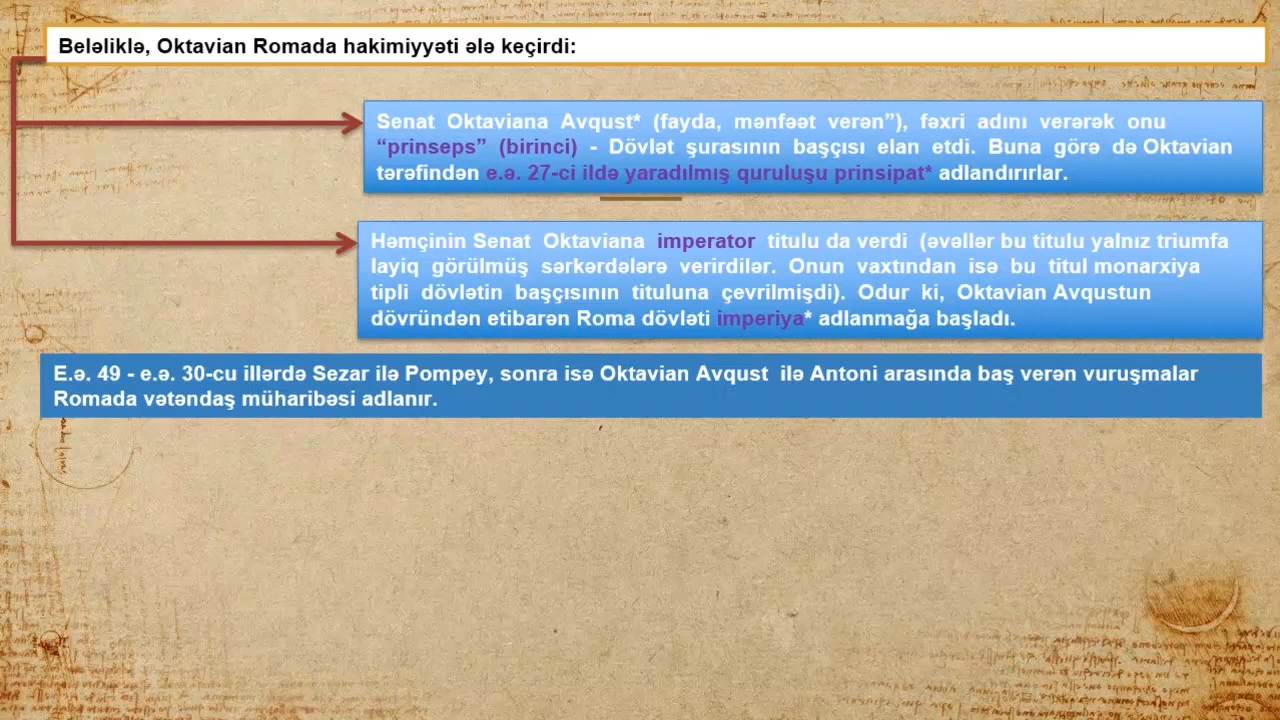 Beləliklə, Oktavian Romada hakimiyyəti ələ keçirdi:
Senat Oktaviana Avqust* (fayda, mənfəət verən”), fəxri adını verərək onu
“prinseps” (birinci) - Dövlət şurasının başçısı elan etdi. Buna görə də Oktavian
tərəfindən e.ə. 27-ci ildə yaradılmış quruluşu prinsipat* adlandırırlar.
Həmçinin Senat Oktaviana imperator titulu da verdi (əvəllər bu titulu yalnız triumfa
layiq görülmüş sərkərdələrə verirdilər. Onun vaxtından isə bu titul monarxiya
tipli dövlətin başçısının tituluna çevrilmişdi). Odur ki, Oktavian Avqustun
dövründən etibarən Roma dövləti imperiya* adlanmağa başladı.
E.ə. 49 - e.ə. 30-cu illərdə Sezar ilə Pompey, sonra isə Oktavian Avqust ilə Antoni arasında baş verən vuruşmalar
Romada vətəndaş müharibəsi adlanır.